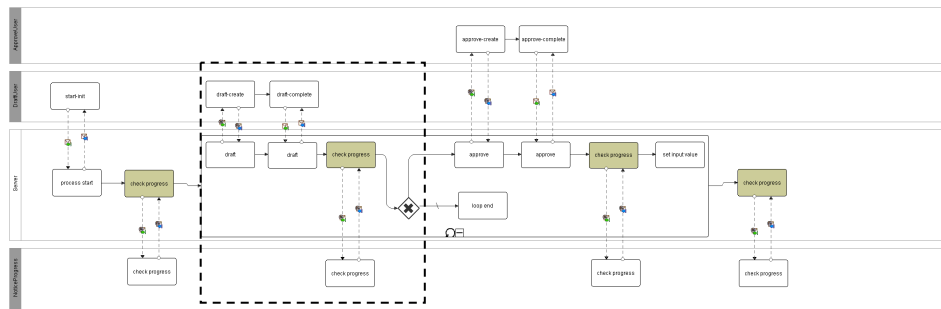 ApproveUser
approve-create
approve-complete
DraftUser
start-init
draft-create
draft-complete
Server
process start
check progress
draft
draft
check progress
approve
approve
check progress
set input value
check progress
loop end
NoticeProgress
check progress
check progress
check progress
check progress